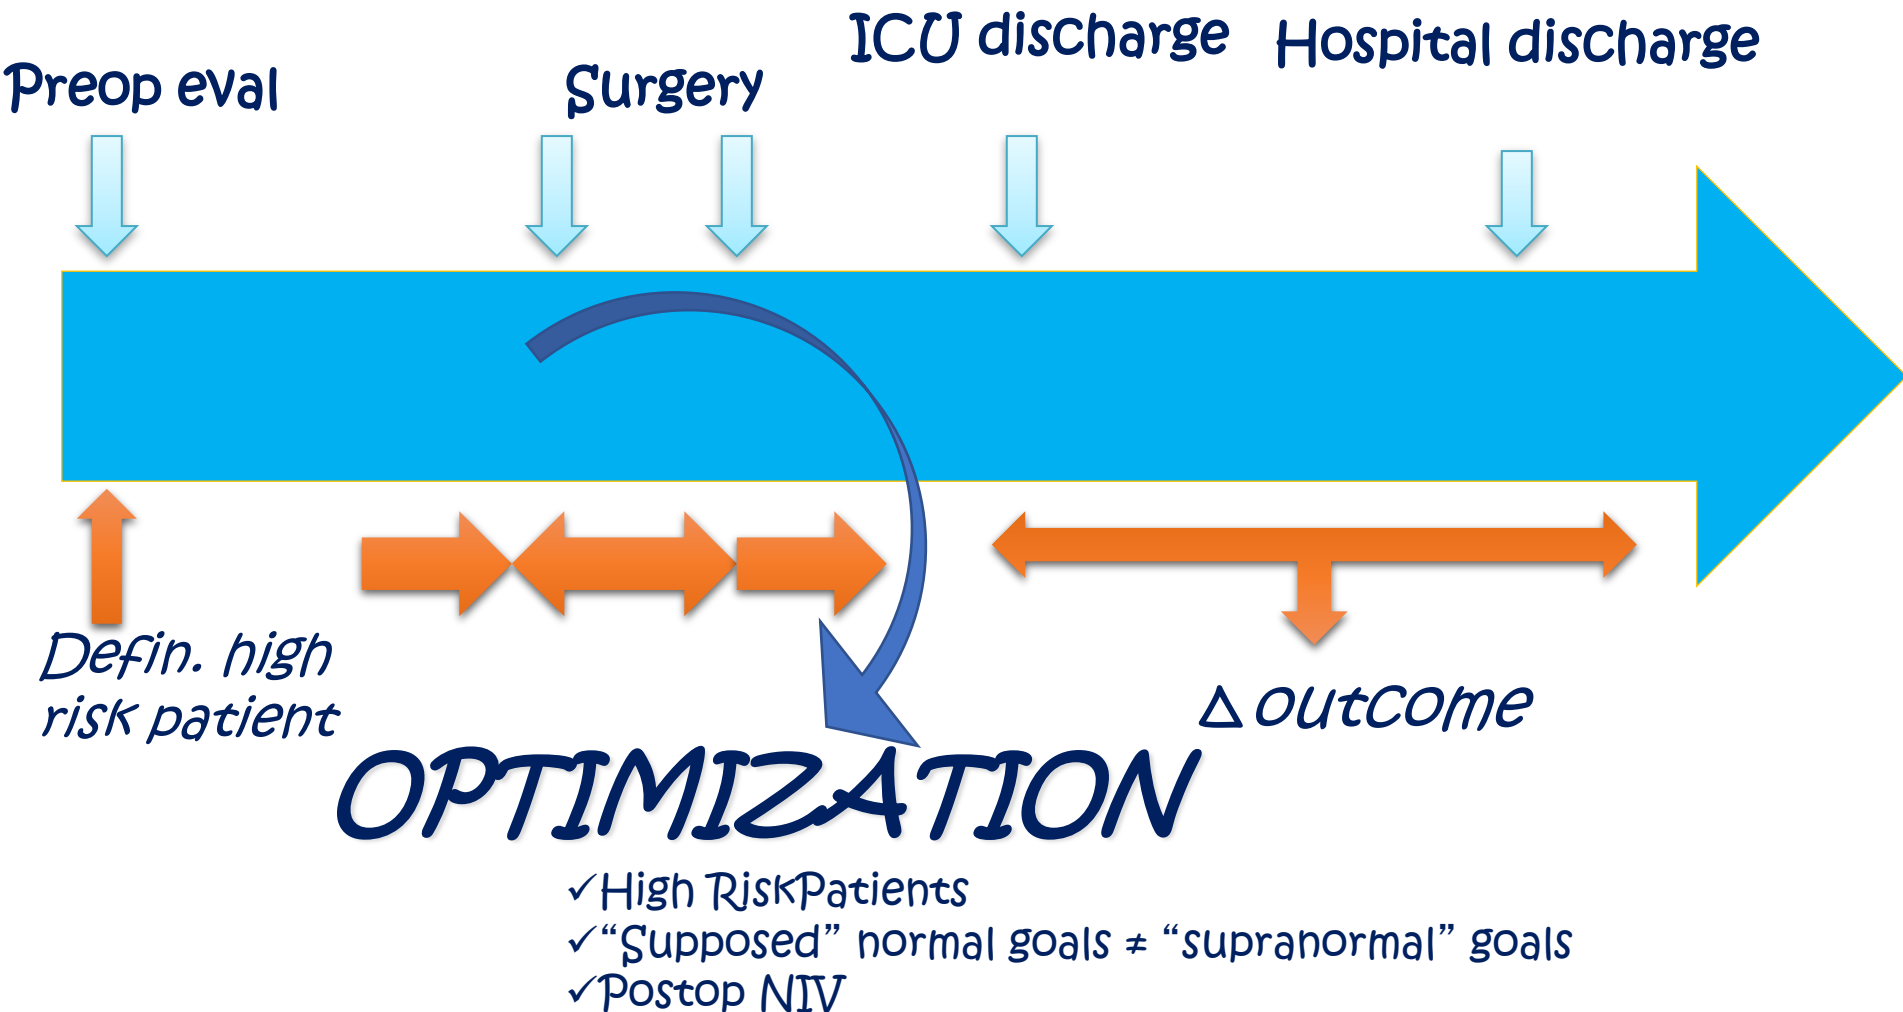 Preop eval
Surgery
ICU discharge
Hospital discharge
Defin. high
risk patient
Δ outcome
OPTIMIZATION
✓High RiskPatients
✓“Supposed” normal goals ≠ “supranormal” goals
✓Postop NIV